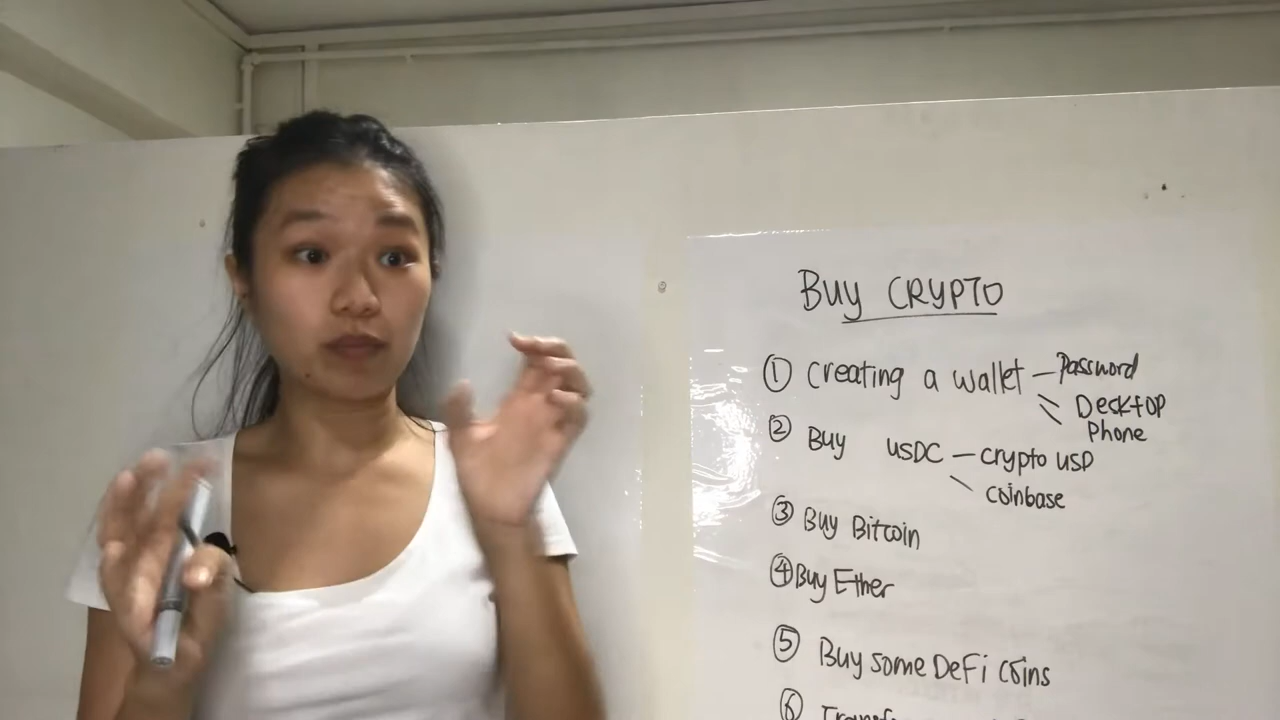 BUY CRYPTO
① Creating a wallet — Password
Desktop
Phone
② Buy USDC — crypto USD
Coinbase
③ Buy Bitcoin
④ Buy Ether
⑤ Buy some DeFi Coins
⑥